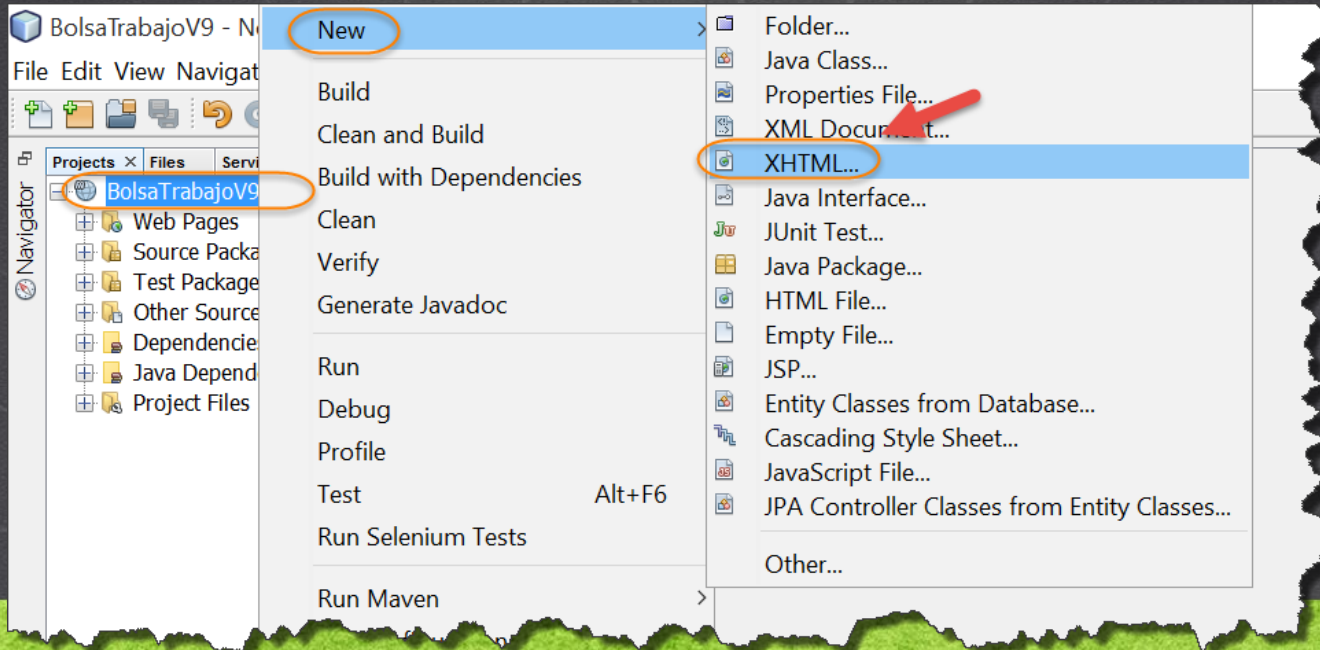 BolsaTrabajoV9 - N
File Edit View Navigat
Projects × Files Servi
Navigator
BolsaTrabajoV9
Web Pages
Source Packa
Test Package
Other Source
Dependencie
Java Depend
Project Files
New
Build
Clean and Build
Build with Dependencies
Clean
Verify
Generate Javadoc
Run
Debug
Profile
Test Alt+F6
Run Selenium Tests
Run Maven
Folder...
Java Class...
Properties File...
XML Document...
XHTML...
Java Interface...
JUnit Test...
Java Package...
HTML File...
Empty File...
JSP...
Entity Classes from Database...
Cascading Style Sheet...
JavaScript File...
JPA Controller Classes from Entity Classes...
Other...